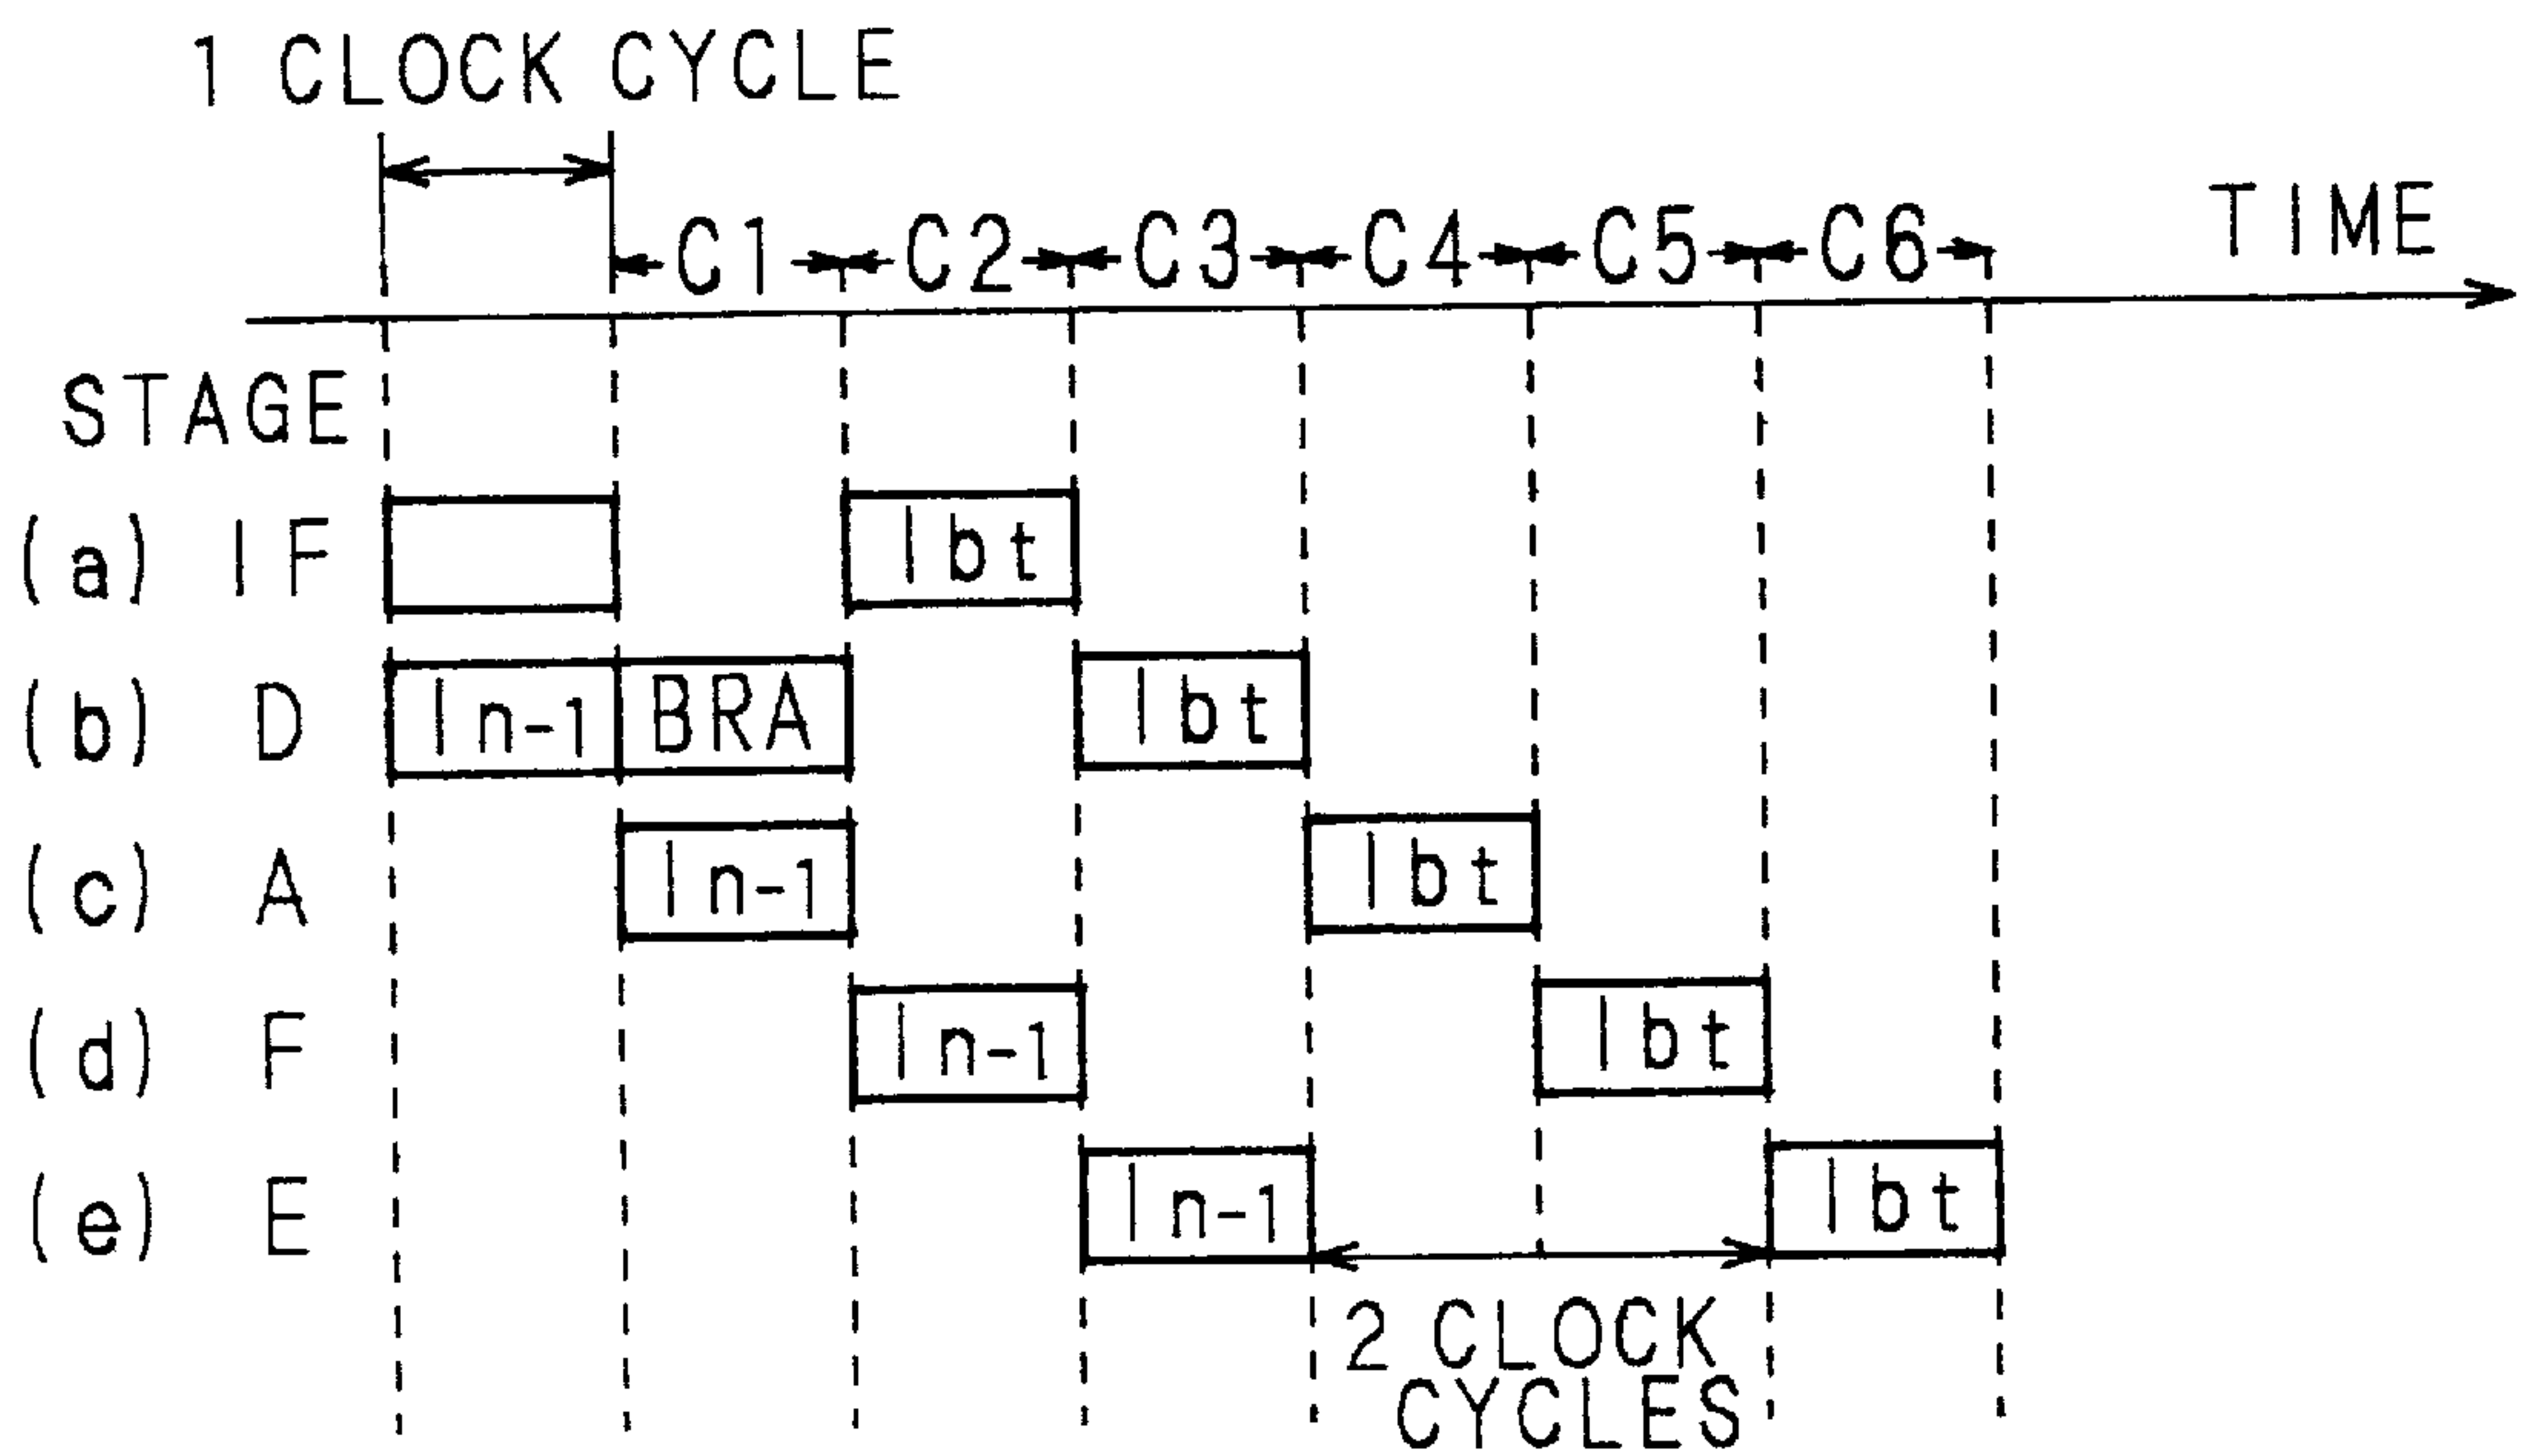 1 CLOCK CYCLE
C1 C2 C3 C4 C5 C6 TIME
STAGE
(a) IF Ibt
(b) D In-1 BRA Ibt
(c) A In-1 Ibt
(d) F In-1 Ibt
(e) E In-1 Ibt
2 CLOCK
CYCLES